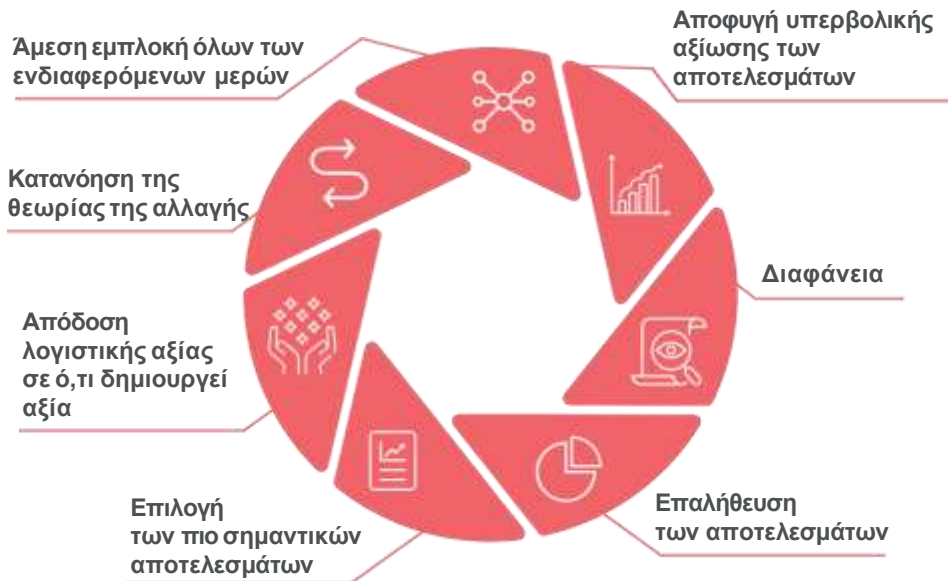 Άμεση εμπλοκή όλων των
ενδιαφερόμενων μερών
Αποφυγή υπερβολικής
αξίωσης των
αποτελεσμάτων
Κατανόηση της
θεωρίας της αλλαγής
Διαφάνεια
Απόδοση
λογιστικής αξίας
σε ό,τι δημιουργεί
αξία
Επιλογή
των πιο σημαντικών
αποτελεσμάτων
Επαλήθευση
των αποτελεσμάτων